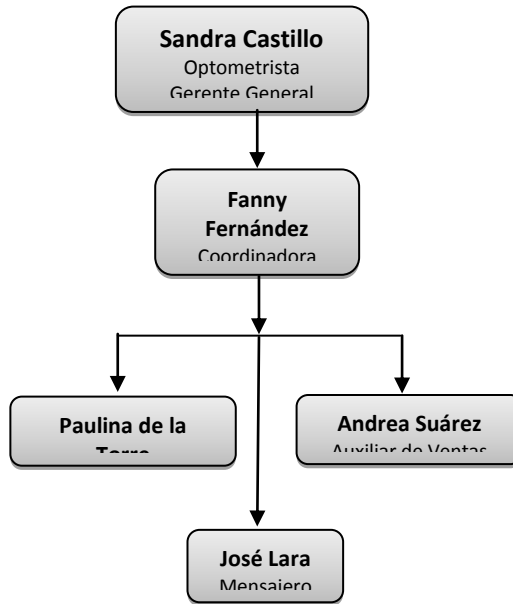 Sandra Castillo
Optometrista
Gerente General
Fanny
Fernández
Coordinadora
Paulina de la
Torre
Andrea Suárez
Auxiliar de Ventas
José Lara
Mensajero